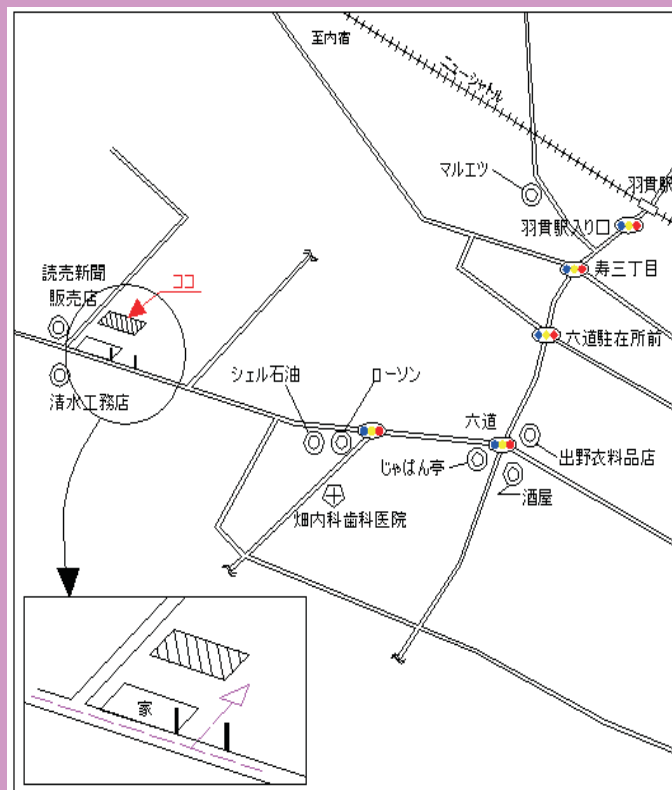 至内宿
ニューシャトル
マルエツ
羽貫駅
羽貫駅入り口
寿三丁目
読売新聞
販売店
ココ
六道駐在所前
清水工務店
シェル石油
ローソン
六道
じゃぱん亭
出野衣料品店
酒屋
畑内科歯科医院
家